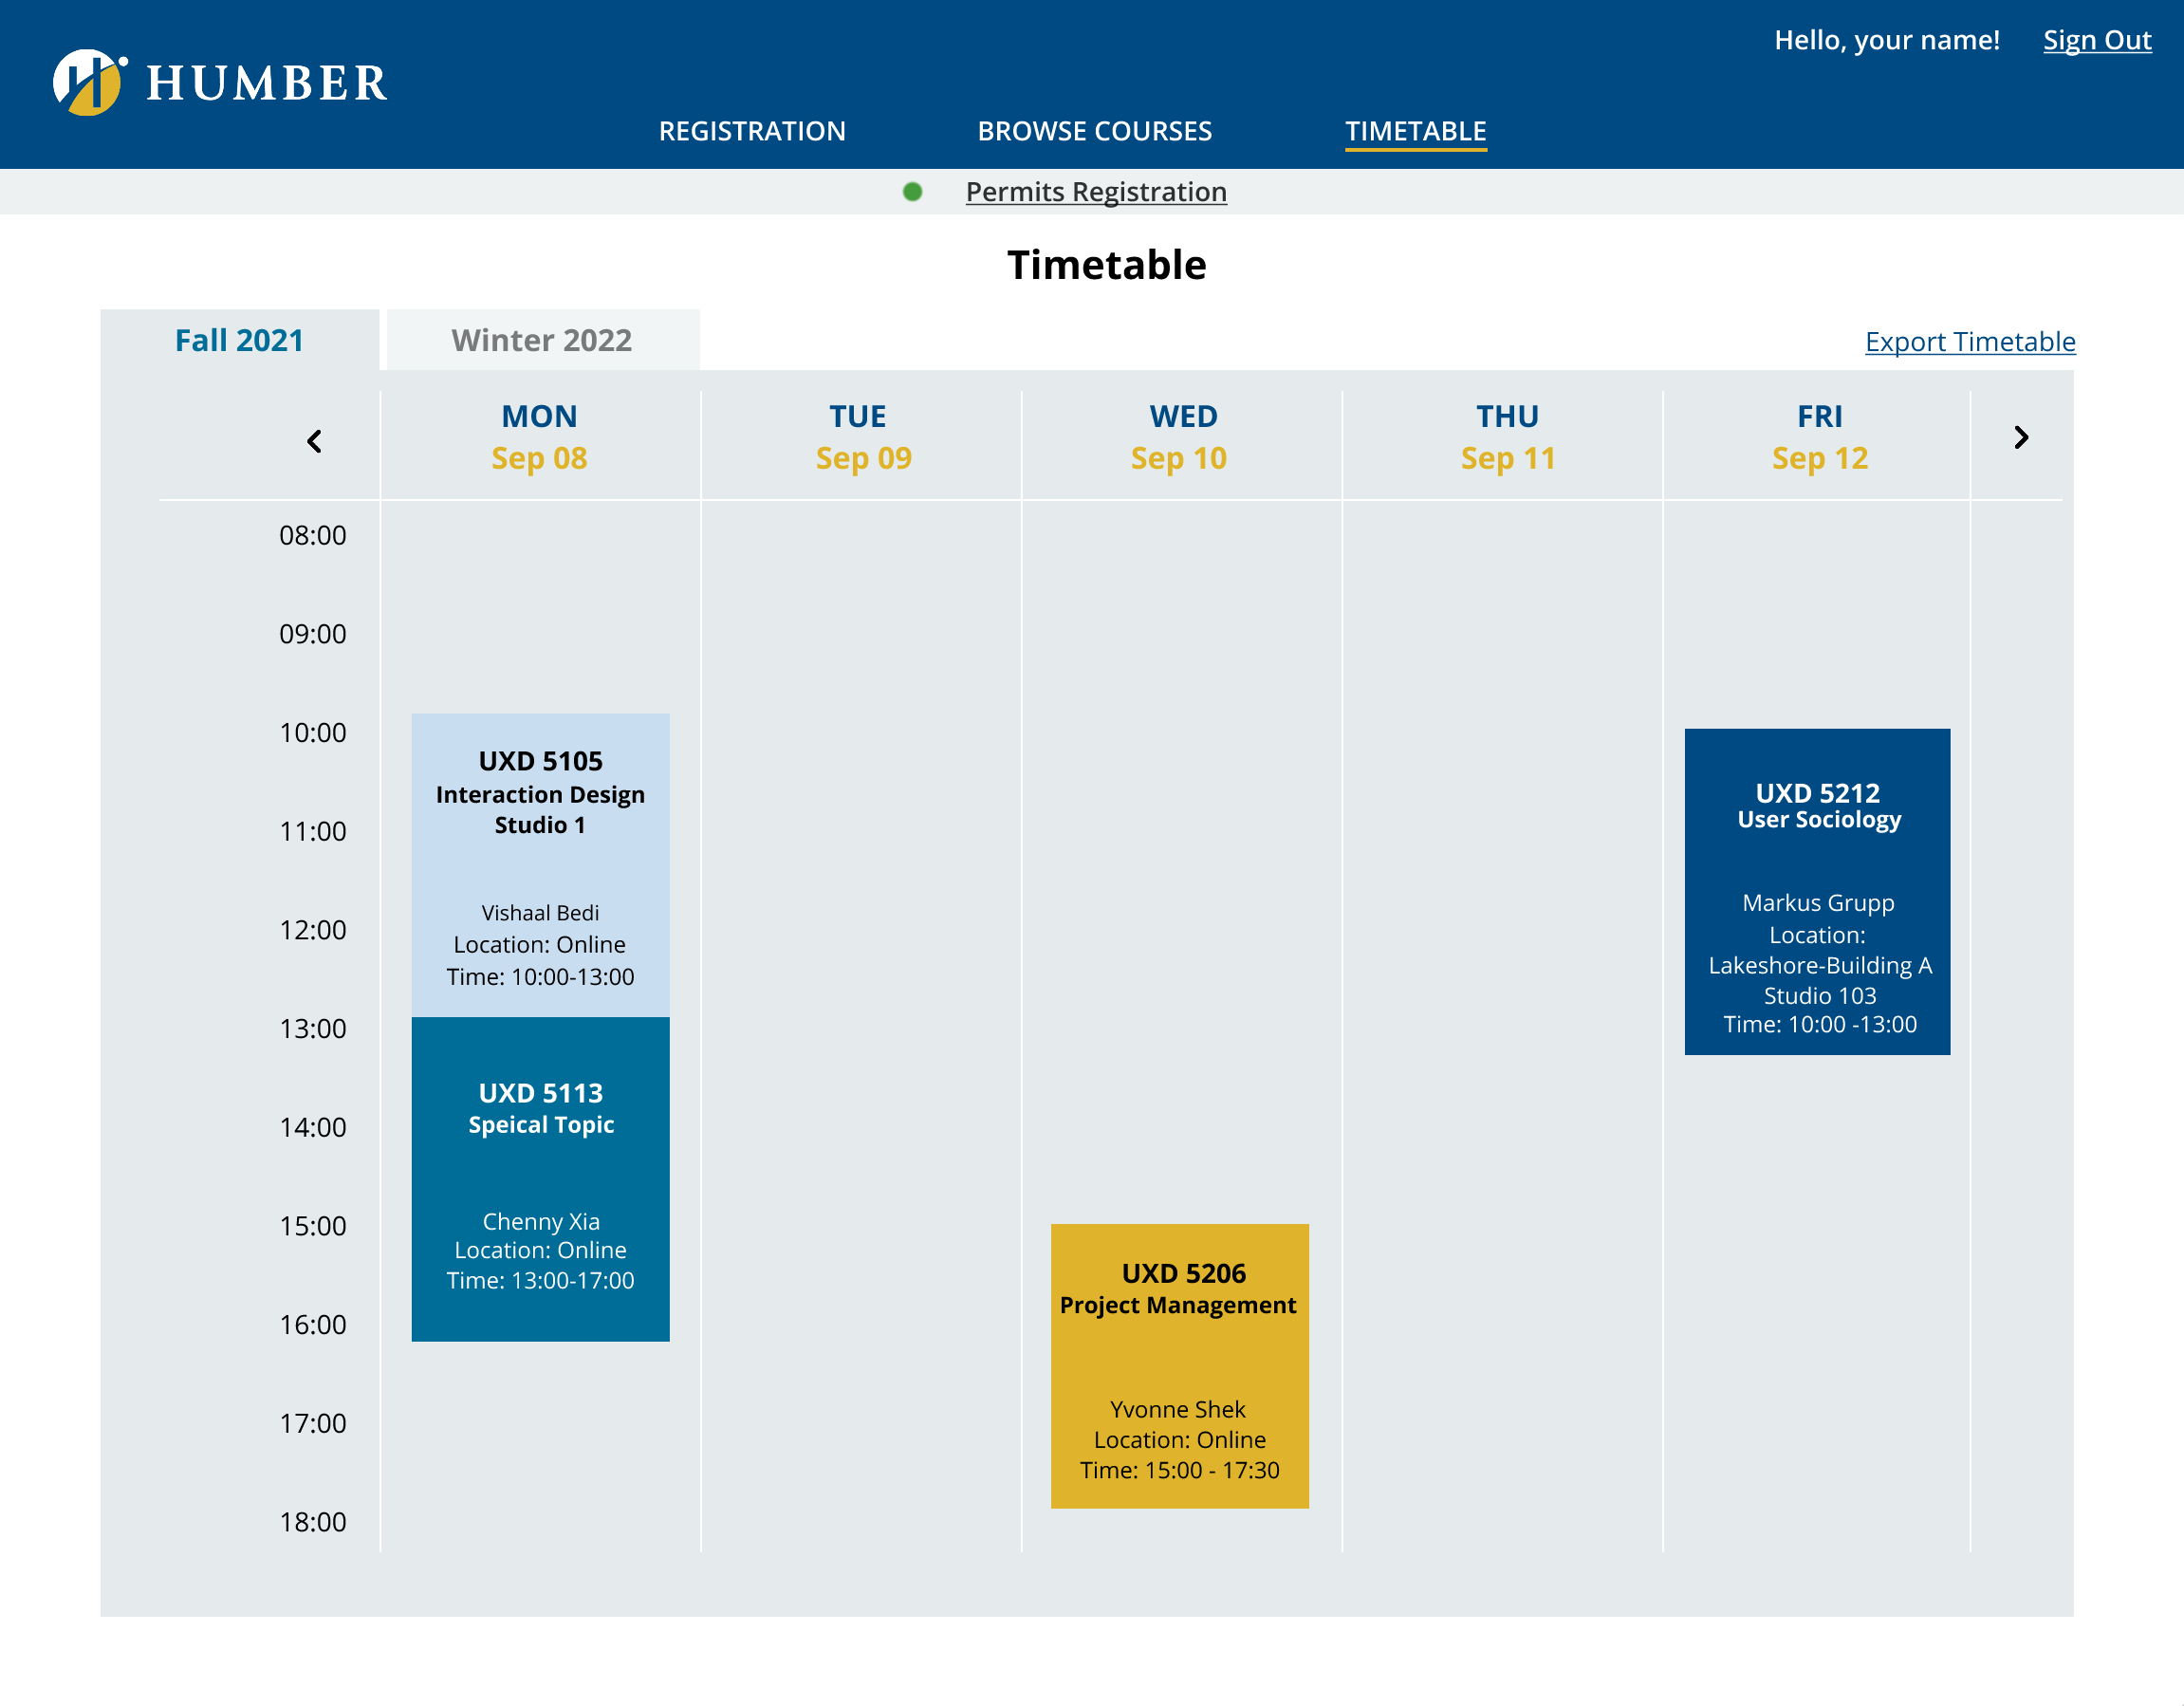 Hello, your name! Sign Out
HUMBER
REGISTRATION BROWSE COURSES TIMETABLE
Permits Registration
Timetable
Fall 2021 Winter 2022 Export Timetable
MON TUE WED THU FRI
Sep 08 Sep 09 Sep 10 Sep 11 Sep 12
08:00
09:00
10:00
11:00
12:00
13:00
14:00
15:00
16:00
17:00
18:00
UXD 5105
Interaction Design
Studio 1
Vishaal Bedi
Location: Online
Time: 10:00-13:00
UXD 5113
Speical Topic
Chenny Xia
Location: Online
Time: 13:00-17:00
UXD 5206
Project Management
Yvonne Shek
Location: Online
Time: 15:00 - 17:30
UXD 5212
User Sociology
Markus Grupp
Location:
Lakeshore-Building A
Studio 103
Time: 10:00 -13:00